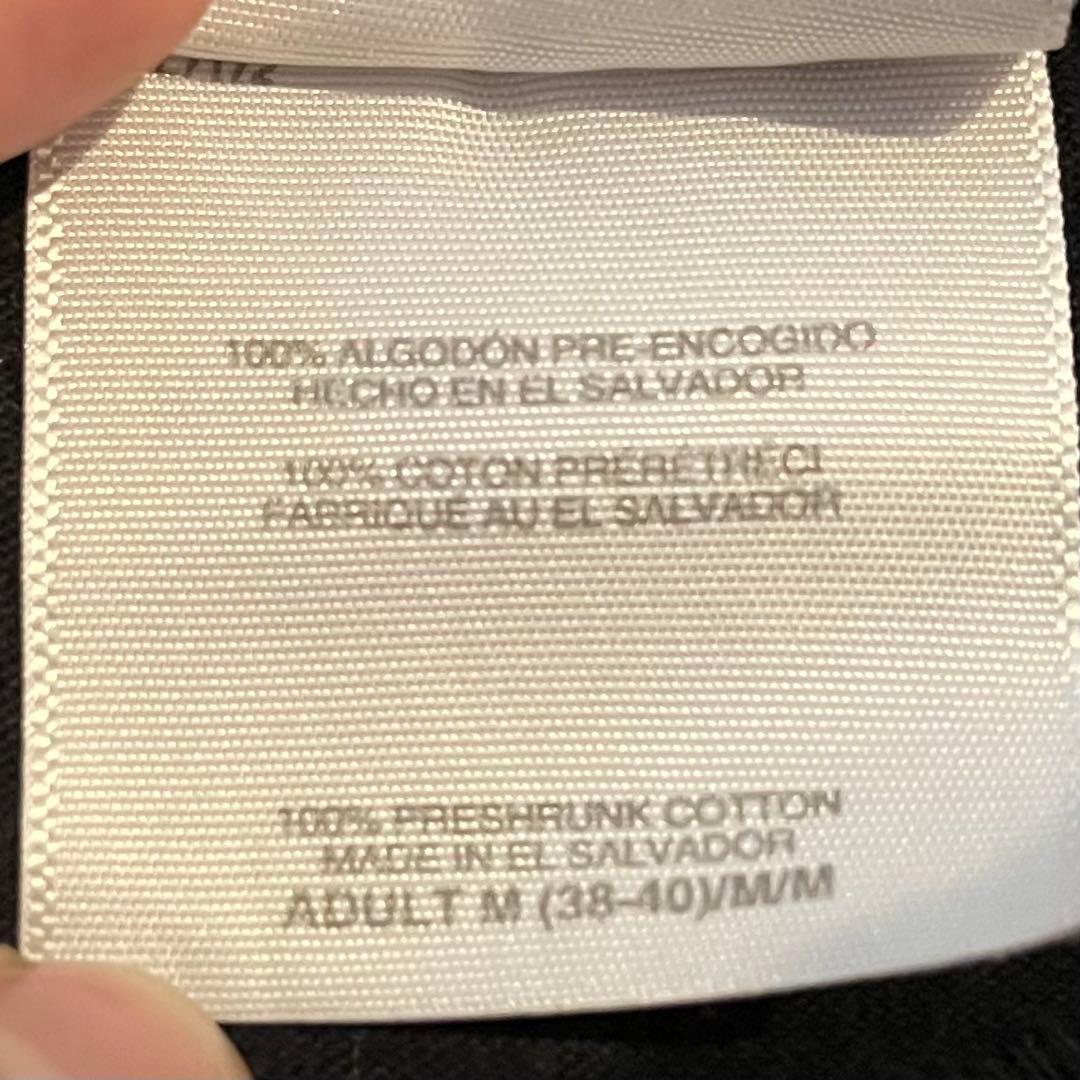 100% ALGODÓN PRE-ENCOGIDO
HECHO EN EL SALVADOR
100% COTON PRÉRÉTRÉCI
FABRIQUE AU EL SALVADOR
100% PRESHRUNK COTTON
MADE IN EL SALVADOR
ADULT M (38-40)/M/M